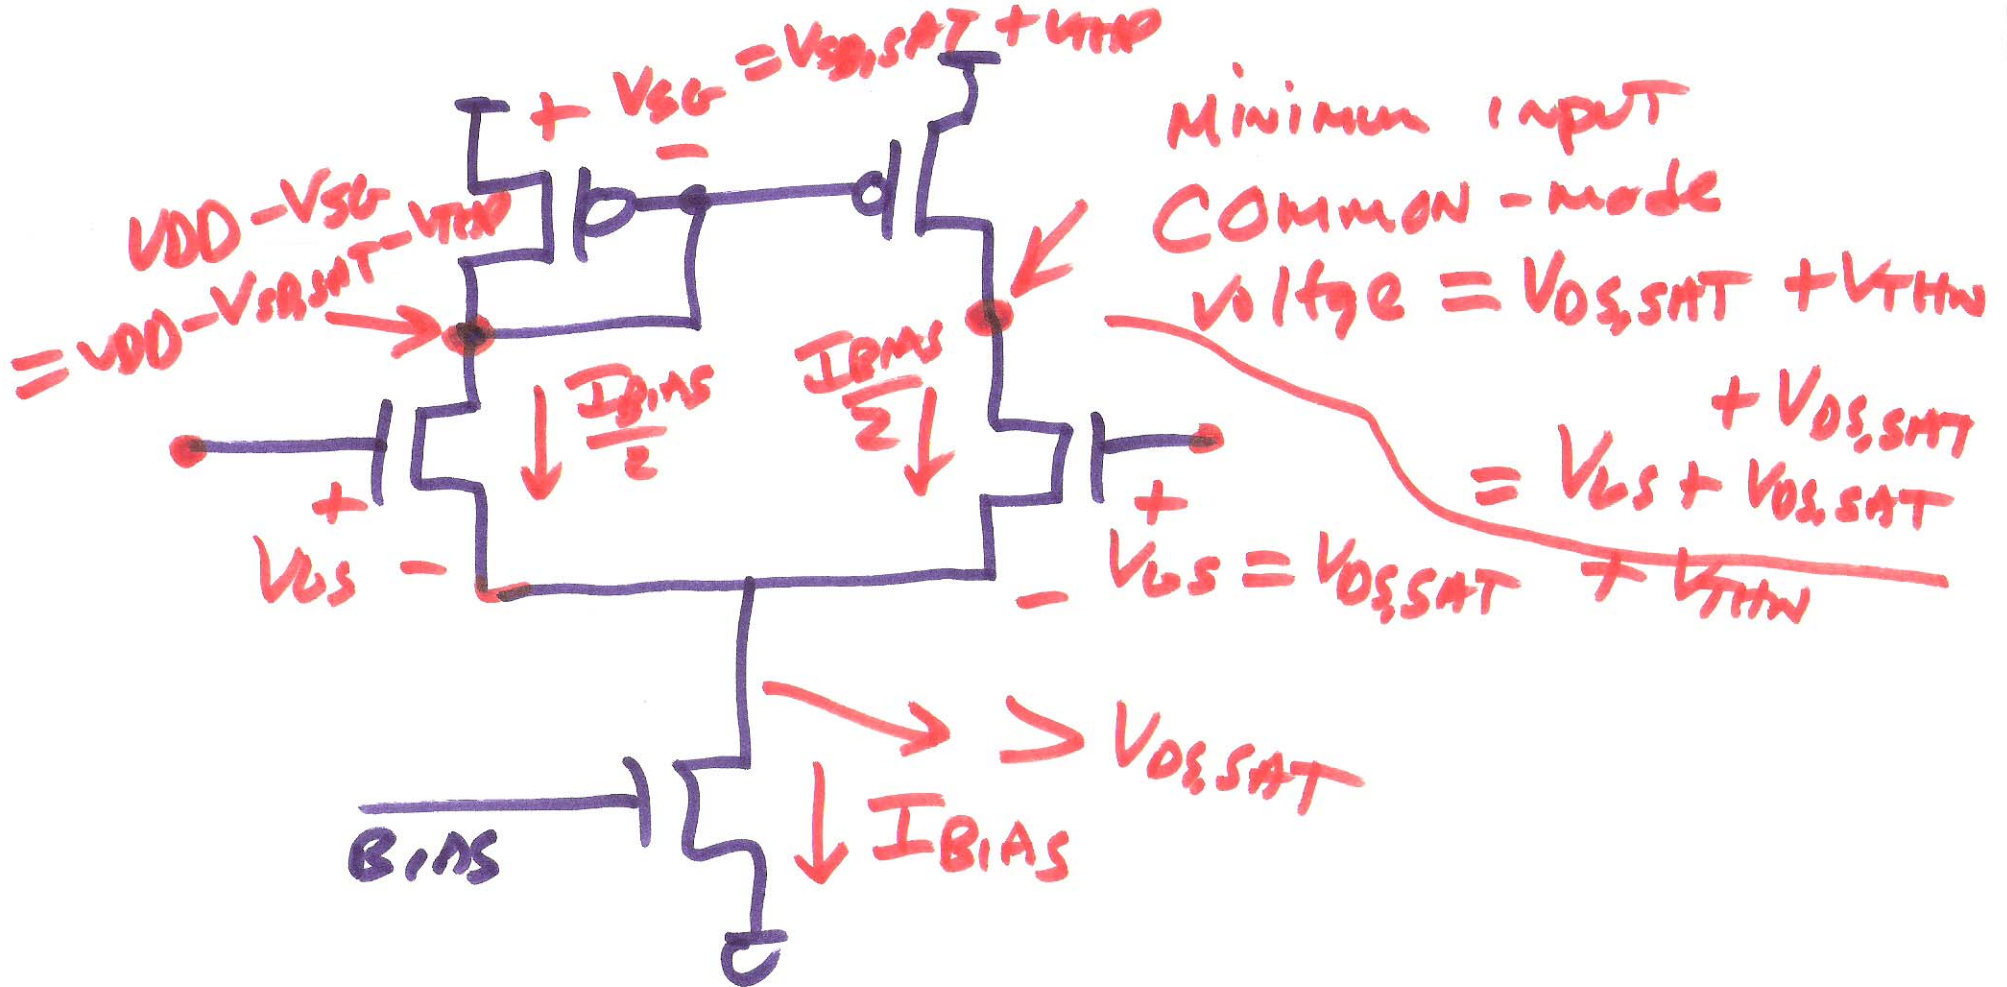 + VSG = VSD,SAT + VTHP
-
VDD - VSG
= VDD - VSD,SAT - VTHP
Minimum input
common-mode
voltage = VDS,SAT + VTHN
+ VDS,SAT
= VGS + VDS,SAT
IBIAS
2
IBIAS
2
+
VGS -
+
- VGS = VDS,SAT + VTHN
> VDS,SAT
IBIAS
BIAS